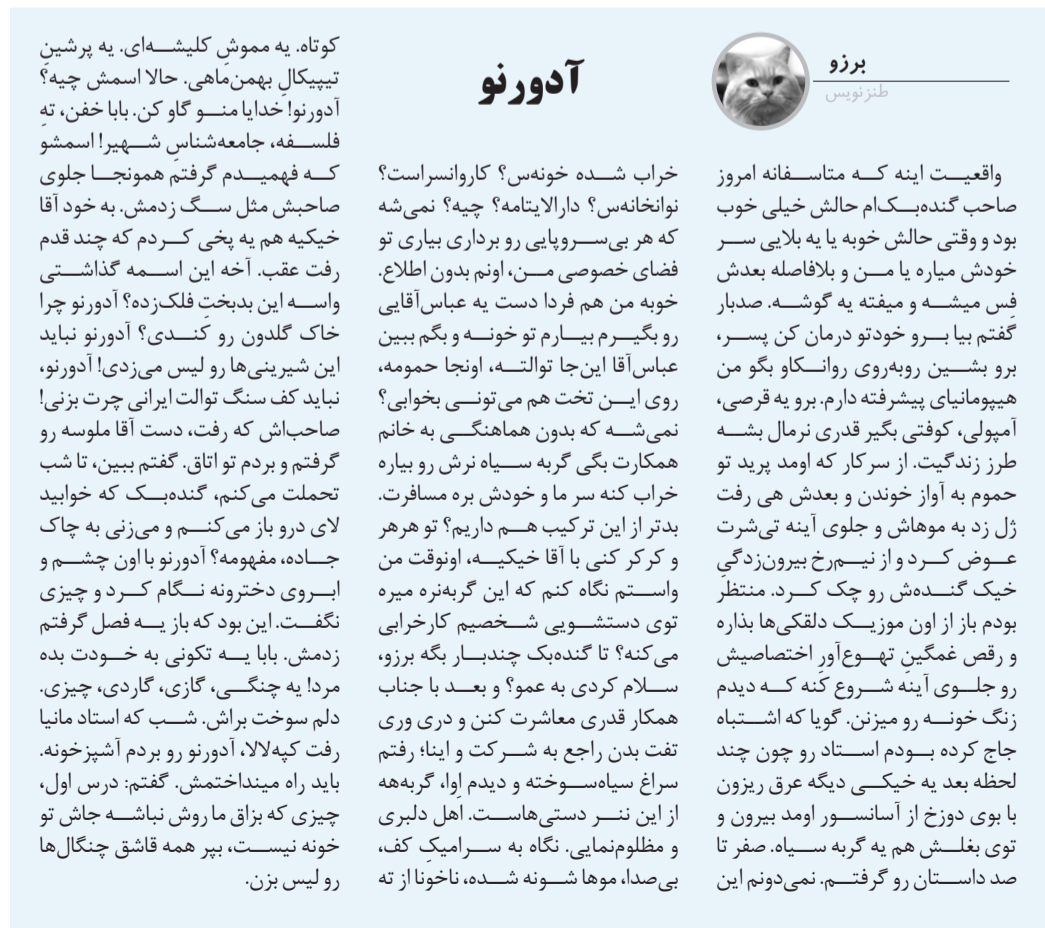 برزو
طنزنویس
آدورنو
واقعیت اینه که متاسفانه امروز
صاحب گنده‌بک‌ام حالش خیلی خوب
بود و وقتی حالش خوبه یا یه بلایی سر
خودش میاره یا من و بلافاصله بعدش
فِس میشه و میفته یه گوشه. صدبار
گفتم بیا برو خودتو درمان کن پسر،
برو بشین روبه‌روی روانکاو بگو من
هیپومانیای پیشرفته دارم. برو یه قرصی،
آمپولی، کوفتی بگیر قدری نرمال بشه
طرز زندگیت. از سر کار که اومد پرید تو
حموم به آواز خوندن و بعدش هی رفت
ژل زد به موهاش و جلوی آینه تی‌شرت
عوض کرد و از نیم‌رخ بیرون‌زدگیِ
خیک گنده‌ش رو چک کرد. منتظر
بودم باز از اون موزیک دلقکی‌ها بذاره
و رقص غمگینِ تهوع‌آورِ اختصاصیش
رو جلوی آینه شروع کنه که دیدم
زنگ خونه رو میزنن. گویا که اشتباه
جاج کرده بودم استاد رو چون چند
لحظه بعد یه خیکی دیگه عرق ریزون
با بوی دوزخ از آسانسور اومد بیرون و
توی بغلش هم یه گربه سیاه. صفر تا
صد داستان رو گرفتم. نمی‌دونم این
خراب شده خونه‌س؟ کاروانسراست؟
نوانخانه‌س؟ دارالایتامه؟ چیه؟ نمی‌شه
که هر بی‌سروپایی رو برداری بیاری تو
فضای خصوصی من، اونم بدون اطلاع.
خوبه من هم فردا دست یه عباس‌آقایی
رو بگیرم بیارم تو خونه و بگم ببین
عباس‌آقا این‌جا توالته، اونجا حمومه،
روی این تخت هم می‌تونی بخوابی؟
نمی‌شه که بدون هماهنگی به خانم
همکارت بگی گربه سیاه نرش رو بیاره
خراب کنه سر ما و خودش بره مسافرت.
بدتر از این ترکیب هم داریم؟ تو هرهر
و کرکر کنی با آقا خیکیه، اونوقت من
واستم نگاه کنم که این گربه‌نره میره
توی دستشویی شخصیم کارخرابی
می‌کنه؟ تا گنده‌بک چندبار بگه برزو،
سلام کردی به عمو؟ و بعد با جناب
همکار قدری معاشرت کنن و دری وری
تفت بدن راجع به شرکت و اینا؛ رفتم
سراغ سیاه‌سوخته و دیدم اِوا، گربه‌هه
از این ننر دستی‌هاست. اهل دلبری
و مظلوم‌نمایی. نگاه به سرامیکِ کف،
بی‌صدا، موها شونه شده، ناخونا از ته
کوتاه. یه مموشِ کلیشه‌ای. یه پرشینِ
تیپیکالِ بهمن‌ماهی. حالا اسمش چیه؟
آدورنو! خدایا منو گاو کن. بابا خفن، تهِ
فلسفه، جامعه‌شناسِ شهیر! اسمشو
که فهمیدم گرفتم همونجا جلوی
صاحبش مثل سگ زدمش. به خود آقا
خیکیه هم یه پخی کردم که چند قدم
رفت عقب. آخه این اسمه گذاشتی
واسه این بدبختِ فلک‌زده؟ آدورنو چرا
خاک گلدون رو کَندی؟ آدورنو نباید
این شیرینی‌ها رو لیس می‌زدی! آدورنو،
نباید کف سنگ توالت ایرانی چرت بزنی!
صاحب‌اش که رفت، دست آقا ملوسه رو
گرفتم و بردم تو اتاق. گفتم ببین، تا شب
تحملت می‌کنم، گنده‌بک که خوابید
لای درو باز می‌کنم و می‌زنی به چاک
جاده، مفهومه؟ آدورنو با اون چشم و
ابروی دخترونه نگام کرد و چیزی
نگفت. این بود که باز یه فصل گرفتم
زدمش. بابا یه تکونی به خودت بده
مرد! یه چنگی، گازی، گاردی، چیزی.
دلم سوخت براش. شب که استاد مانیا
رفت کپه‌لالا، آدورنو رو بردم آشپزخونه.
باید راه مینداختمش. گفتم: درس اول،
چیزی که بزاق ما روش نباشه جاش تو
خونه نیست، بپر همه قاشق چنگال‌ها
رو لیس بزن.